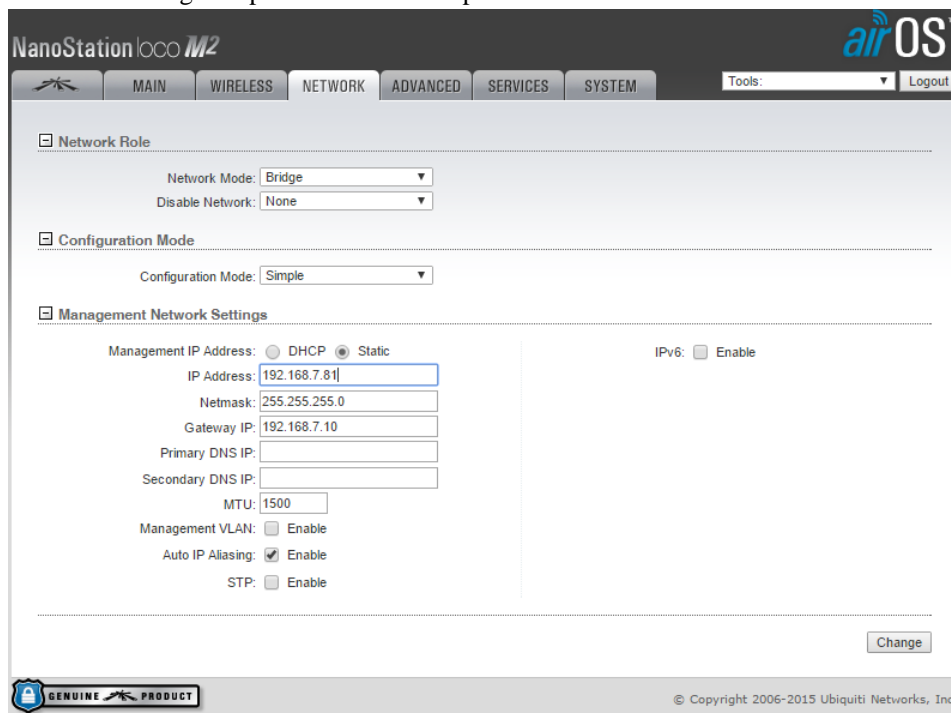 NanoStation loco M2
air OS
MAIN WIRELESS NETWORK ADVANCED SERVICES SYSTEM Tools: Logout
Network Role
Network Mode: Bridge
Disable Network: None
Configuration Mode
Configuration Mode: Simple
Management Network Settings
Management IP Address: DHCP Static IPv6: Enable
IP Address: 192.168.7.81
Netmask: 255.255.255.0
Gateway IP: 192.168.7.10
Primary DNS IP:
Secondary DNS IP:
MTU: 1500
Management VLAN: Enable
Auto IP Aliasing: Enable
STP: Enable
Change
GENUINE PRODUCT © Copyright 2006-2015 Ubiquiti Networks, Inc